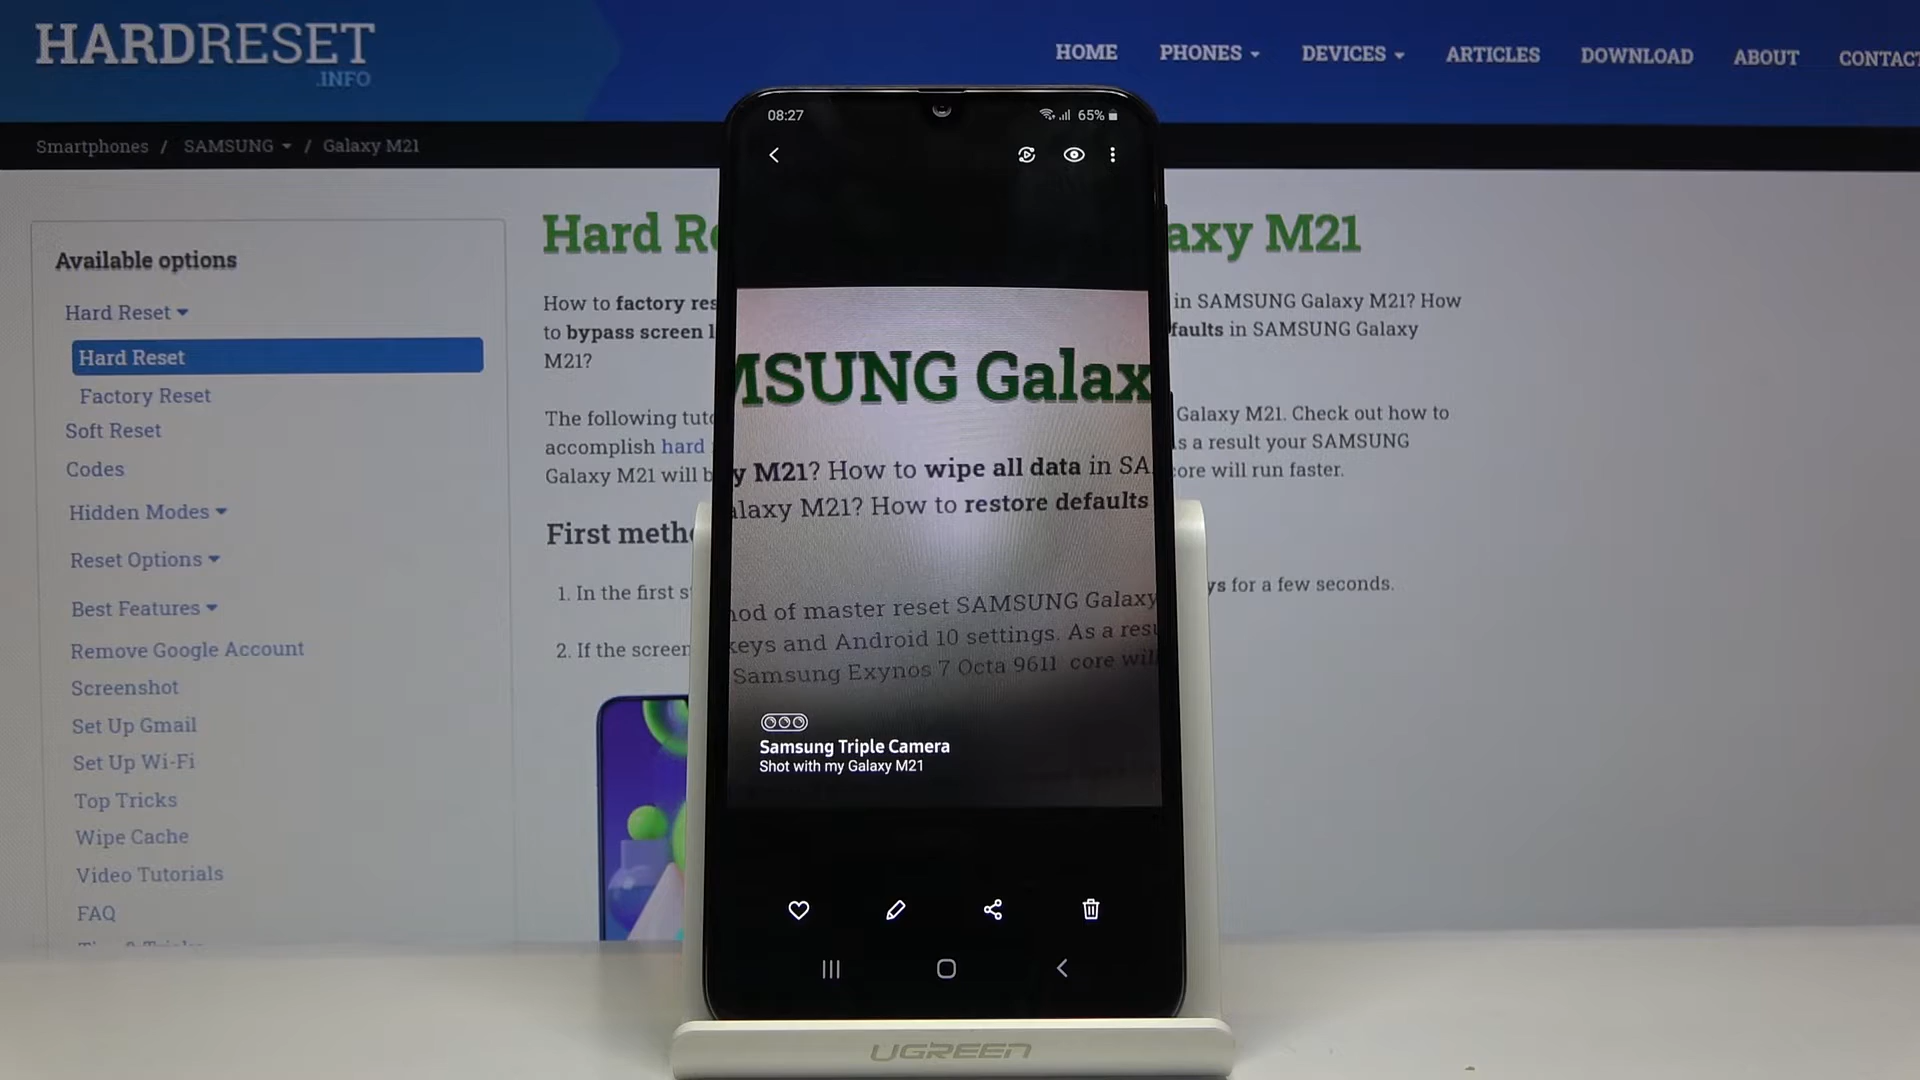 HARDRESET
.INFO
HOME PHONES DEVICES ARTICLES DOWNLOAD ABOUT CONTACT
Smartphones / SAMSUNG / Galaxy M21
Available options
Hard Reset
Hard Reset
Factory Reset
Soft Reset
Codes
Hidden Modes
Reset Options
Best Features
Remove Google Account
Screenshot
Set Up Gmail
Set Up Wi-Fi
Top Tricks
Wipe Cache
Video Tutorials
FAQ
Hard Re axy M21
How to factory res in SAMSUNG Galaxy M21? How
to bypass screen l faults in SAMSUNG Galaxy
M21?
The following tuto Galaxy M21. Check out how to
accomplish hard s a result your SAMSUNG
Galaxy M21 will b ore will run faster.
First meth
1. In the first s ys for a few seconds.
2. If the screen
08:27 65%
MSUNG Galax
y M21? How to wipe all data in SA
alaxy M21? How to restore defaults
hod of master reset SAMSUNG Galaxy
keys and Android 10 settings. As a resu
Samsung Exynos 7 Octa 9611 core will
Samsung Triple Camera
Shot with my Galaxy M21
UGREEN